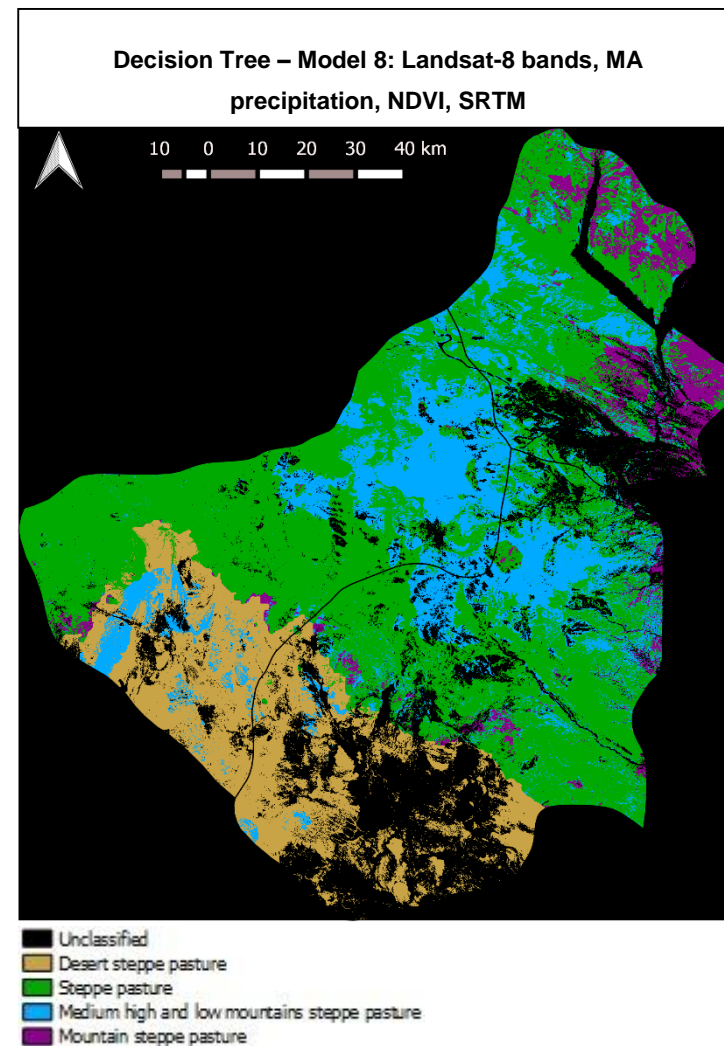 Decision Tree – Model 8: Landsat-8 bands, MA
precipitation, NDVI, SRTM
10 0 10 20 30 40 km
Unclassified
Desert steppe pasture
Steppe pasture
Medium high and low mountains steppe pasture
Mountain steppe pasture